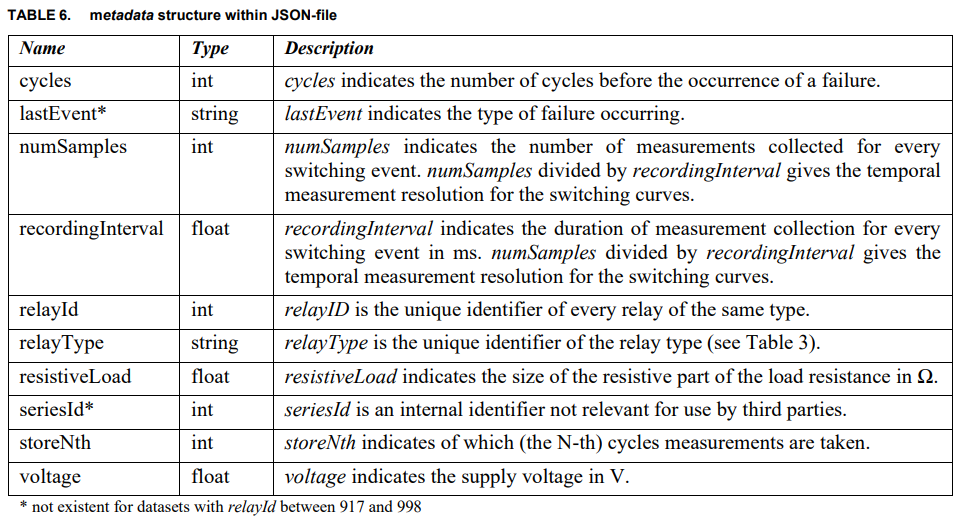 TABLE 6. metadata structure within JSON-file
Name Type Description
cycles int cycles indicates the number of cycles before the occurrence of a failure.
lastEvent* string lastEvent indicates the type of failure occurring.
numSamples int numSamples indicates the number of measurements collected for every
switching event. numSamples divided by recordingInterval gives the temporal
measurement resolution for the switching curves.
recordingInterval float recordingInterval indicates the duration of measurement collection for every
switching event in ms. numSamples divided by recordingInterval gives the
temporal measurement resolution for the switching curves.
relayId int relayID is the unique identifier of every relay of the same type.
relayType string relayType is the unique identifier of the relay type (see Table 3).
resistiveLoad float resistiveLoad indicates the size of the resistive part of the load resistance in Ω.
seriesId* int seriesId is an internal identifier not relevant for use by third parties.
storeNth int storeNth indicates of which (the N-th) cycles measurements are taken.
voltage float voltage indicates the supply voltage in V.
* not existent for datasets with relayId between 917 and 998